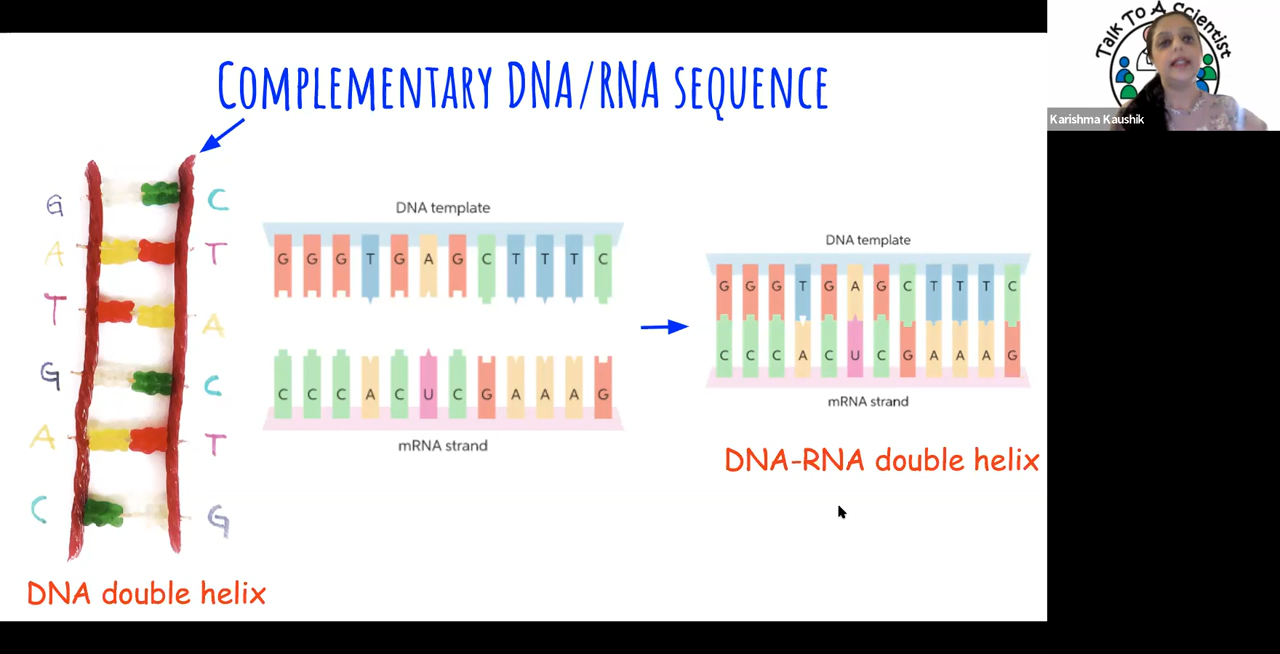 COMPLEMENTARY DNA/RNA SEQUENCE
Talk To A Scientist
Karishma Kaushik
G C
A T
T A
G C
A T
C G
DNA double helix
DNA template
G G G T G A G C T T T C
C C C A C U C G A A A G
mRNA strand
DNA template
G G G T G A G C T T T C
C C C A C U C G A A A G
mRNA strand
DNA-RNA double helix